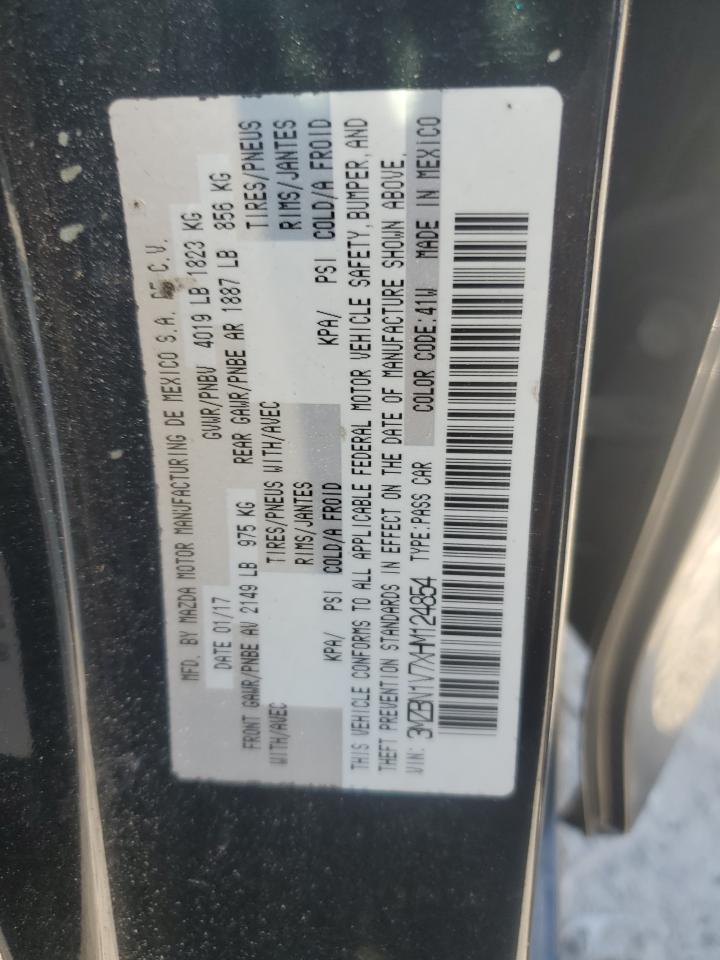 MFD. BY MAZDA MOTOR MANUFACTURING DE MEXICO S.A. DE C.V.
DATE 01/17 GVWR/PNBV 4019 LB 1823 KG
FRONT GAWR/PNBE AV 2149 LB 975 KG REAR GAWR/PNBE AR 1887 LB 856 KG
WITH/AVEC TIRES/PNEUS WITH/AVEC TIRES/PNEUS
RIMS/JANTES RIMS/JANTES
KPA/ PSI COLD/A FROID KPA/ PSI COLD/A FROID
THIS VEHICLE CONFORMS TO ALL APPLICABLE FEDERAL MOTOR VEHICLE SAFETY, BUMPER, AND
THEFT PREVENTION STANDARDS IN EFFECT ON THE DATE OF MANUFACTURE SHOWN ABOVE.
VIN: 3MZBN1V7XHM124854 TYPE:PASS CAR COLOR CODE:41W MADE IN MEXICO